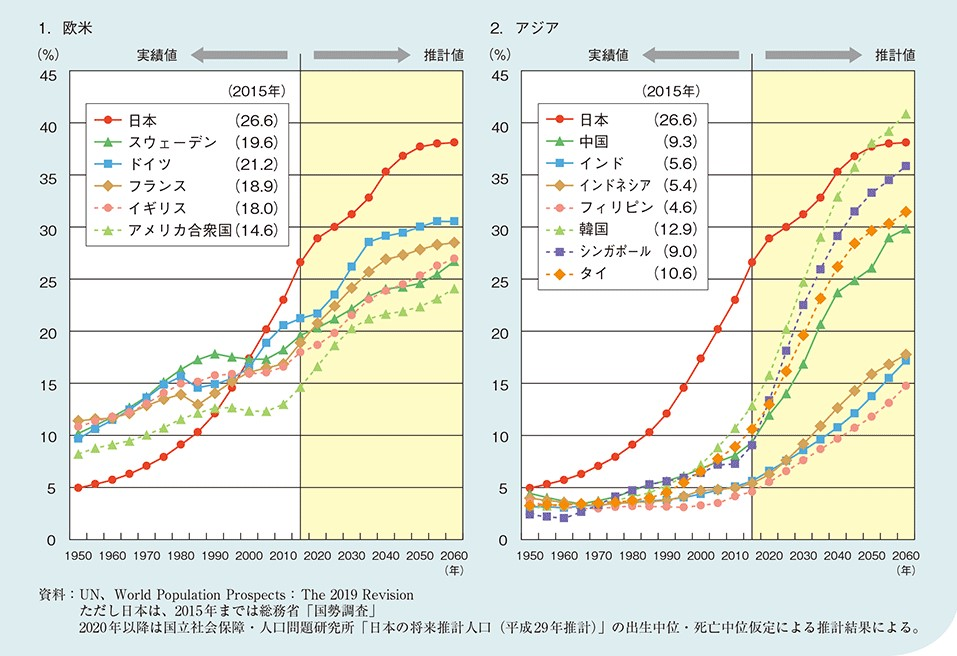 1. 欧米
(%)
実績値
推計値
45
40
35
30
25
20
15
10
5
0
(2015年)
日本 (26.6)
スウェーデン (19.6)
ドイツ (21.2)
フランス (18.9)
イギリス (18.0)
アメリカ合衆国 (14.6)
1950 1960 1970 1980 1990 2000 2010 2020 2030 2040 2050 2060
(年)
2. アジア
(%)
実績値
推計値
45
40
35
30
25
20
15
10
5
0
(2015年)
日本 (26.6)
中国 (9.3)
インド (5.6)
インドネシア (5.4)
フィリピン (4.6)
韓国 (12.9)
シンガポール (9.0)
タイ (10.6)
1950 1960 1970 1980 1990 2000 2010 2020 2030 2040 2050 2060
(年)
資料：UN、World Population Prospects：The 2019 Revision
ただし日本は、2015年までは総務省「国勢調査」
2020年以降は国立社会保障・人口問題研究所「日本の将来推計人口（平成29年推計）」の出生中位・死亡中位仮定による推計結果による。